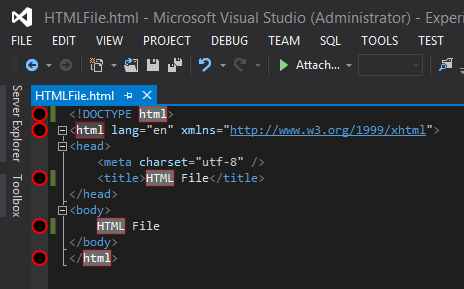 HTMLFile.html - Microsoft Visual Studio (Administrator) - Experi
FILE EDIT VIEW PROJECT DEBUG TEAM SQL TOOLS TEST
Attach...
Server Explorer
Toolbox
HTMLFile.html
<!DOCTYPE html>
<html lang="en" xmlns="http://www.w3.org/1999/xhtml">
<head>
<meta charset="utf-8" />
<title>HTML File</title>
</head>
<body>
HTML File
</body>
</html>